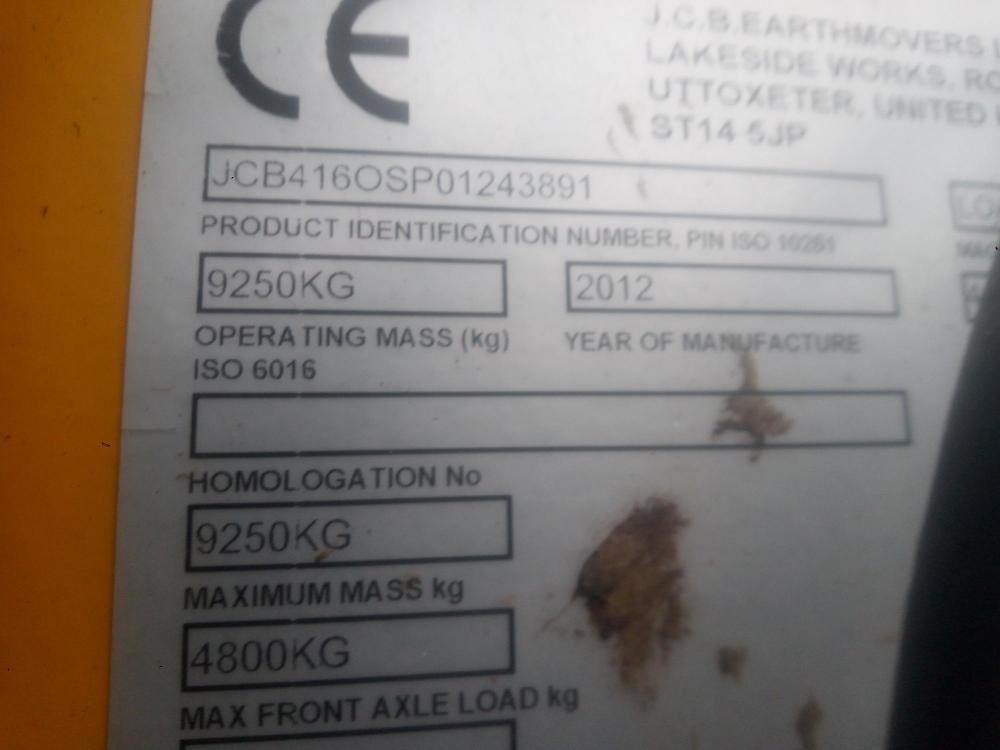 CE
J.C.B.EARTHMOVERS
LAKESIDE WORKS,
UTTOXETER, UNITED
ST14 5JP
JCB416OSP01243891
PRODUCT IDENTIFICATION NUMBER, PIN ISO 10261
9250KG 2012
OPERATING MASS (kg) YEAR OF MANUFACTURE
ISO 6016
HOMOLOGATION No
9250KG
MAXIMUM MASS kg
4800KG
MAX FRONT AXLE LOAD kg